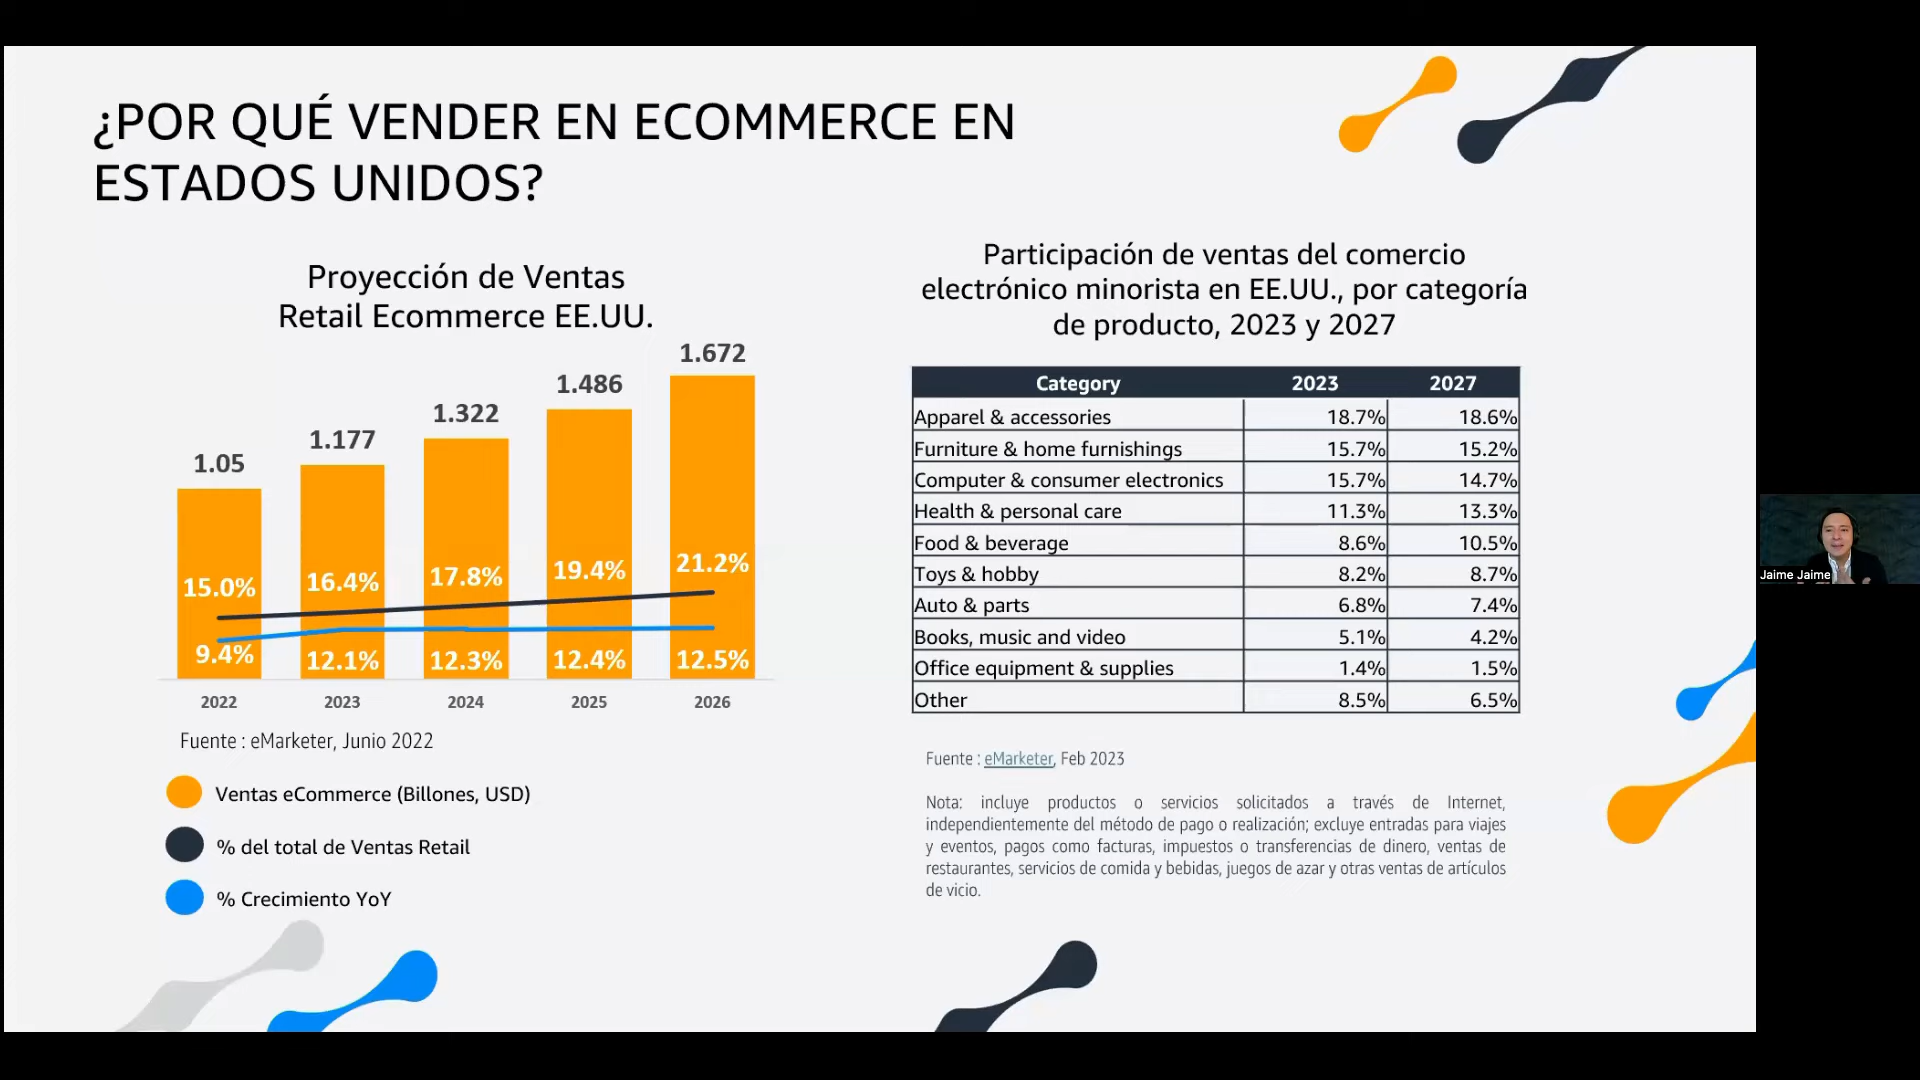 ¿POR QUÉ VENDER EN ECOMMERCE EN
ESTADOS UNIDOS?
Proyección de Ventas
Retail Ecommerce EE.UU.
1.05
1.177
1.322
1.486
1.672
15.0%
16.4%
17.8%
19.4%
21.2%
9.4%
12.1%
12.3%
12.4%
12.5%
2022
2023
2024
2025
2026
Fuente : eMarketer, Junio 2022
Ventas eCommerce (Billones, USD)
% del total de Ventas Retail
% Crecimiento YoY
Participación de ventas del comercio
electrónico minorista en EE.UU., por categoría
de producto, 2023 y 2027
Category 2023 2027
Apparel & accessories 18.7% 18.6%
Furniture & home furnishings 15.7% 15.2%
Computer & consumer electronics 15.7% 14.7%
Health & personal care 11.3% 13.3%
Food & beverage 8.6% 10.5%
Toys & hobby 8.2% 8.7%
Auto & parts 6.8% 7.4%
Books, music and video 5.1% 4.2%
Office equipment & supplies 1.4% 1.5%
Other 8.5% 6.5%
Fuente : eMarketer, Feb 2023
Nota: incluye productos o servicios solicitados a través de Internet,
independientemente del método de pago o realización; excluye entradas para viajes
y eventos, pagos como facturas, impuestos o transferencias de dinero, ventas de
restaurantes, servicios de comida y bebidas, juegos de azar y otras ventas de artículos
de vicio.
Jaime Jaime